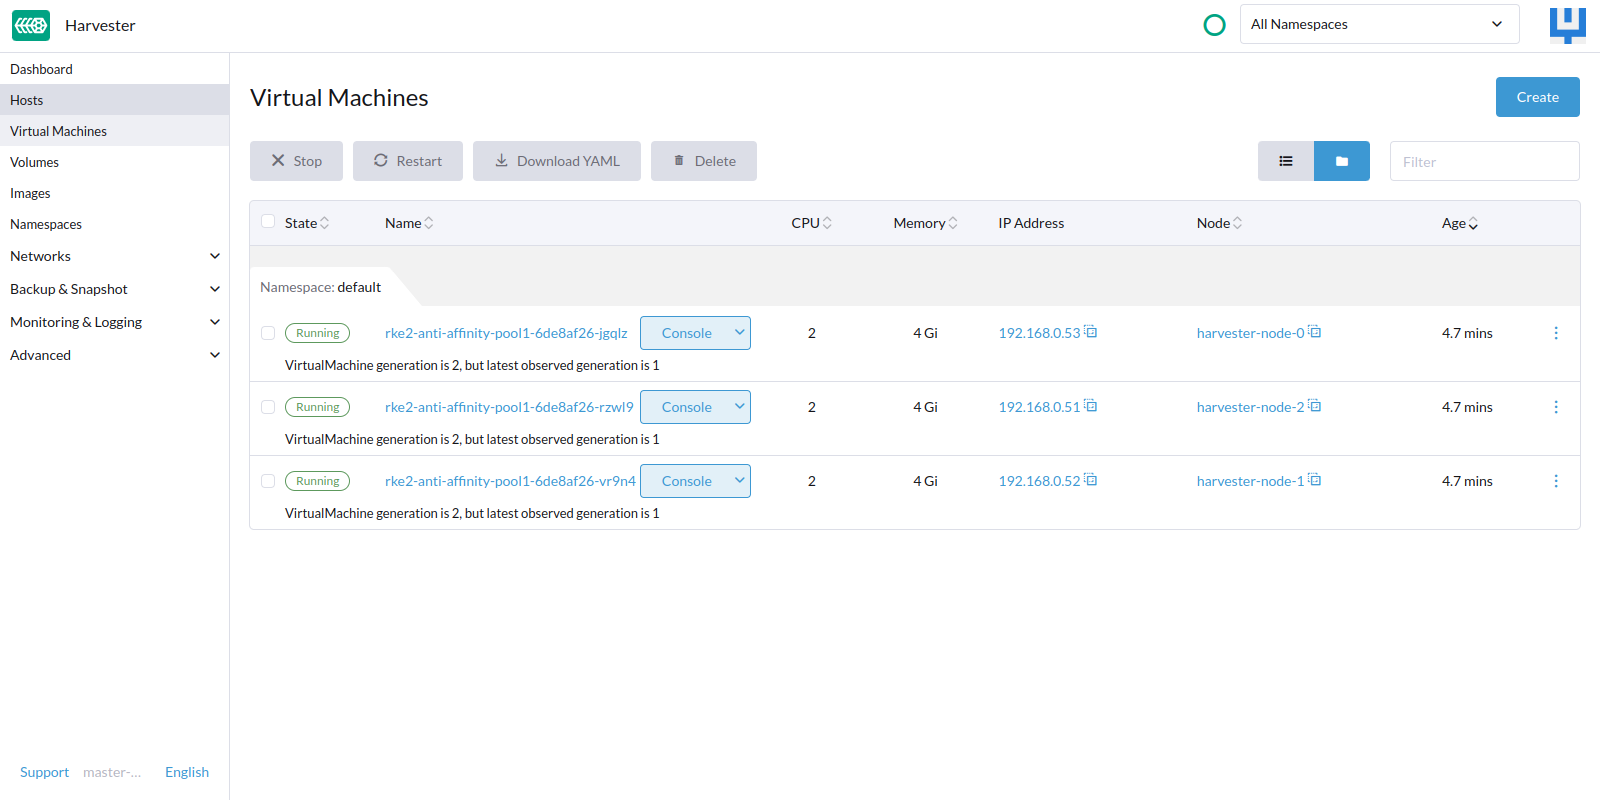 Harvester
All Namespaces
Dashboard
Hosts
Virtual Machines
Volumes
Images
Namespaces
Networks
Backup & Snapshot
Monitoring & Logging
Advanced
Support master-... English
Virtual Machines
Create
Stop Restart Download YAML Delete
Filter
State Name CPU Memory IP Address Node Age
Namespace: default
Running rke2-anti-affinity-pool1-6de8af26-jgqlz Console 2 4 Gi 192.168.0.53 harvester-node-0 4.7 mins
VirtualMachine generation is 2, but latest observed generation is 1
Running rke2-anti-affinity-pool1-6de8af26-rzwl9 Console 2 4 Gi 192.168.0.51 harvester-node-2 4.7 mins
VirtualMachine generation is 2, but latest observed generation is 1
Running rke2-anti-affinity-pool1-6de8af26-vr9n4 Console 2 4 Gi 192.168.0.52 harvester-node-1 4.7 mins
VirtualMachine generation is 2, but latest observed generation is 1